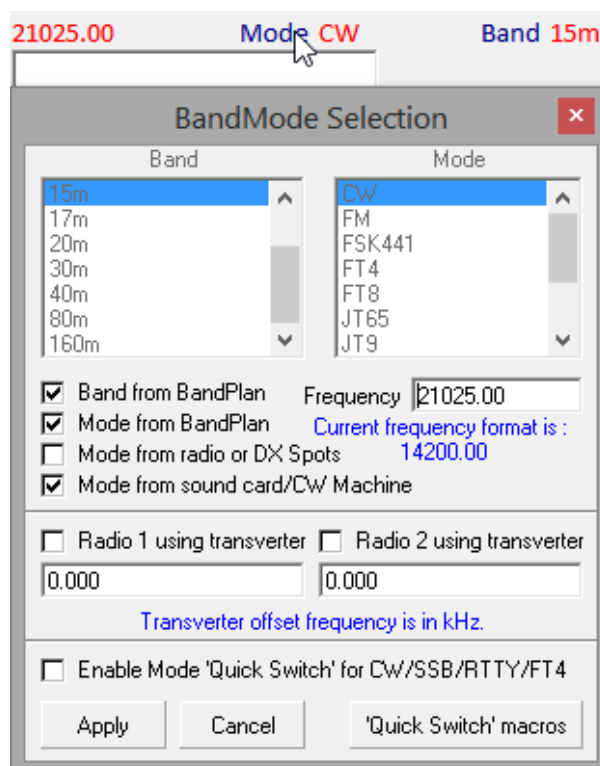 21025.00 Mode CW Band 15m
BandMode Selection
Band Mode
15m CW
17m FM
20m FSK441
30m FT4
40m FT8
80m JT65
160m JT9
Band from BandPlan Frequency 21025.00
Mode from BandPlan Current frequency format is :
Mode from radio or DX Spots 14200.00
Mode from sound card/CW Machine
Radio 1 using transverter Radio 2 using transverter
0.000 0.000
Transverter offset frequency is in kHz.
Enable Mode 'Quick Switch' for CW/SSB/RTTY/FT4
Apply Cancel 'Quick Switch' macros